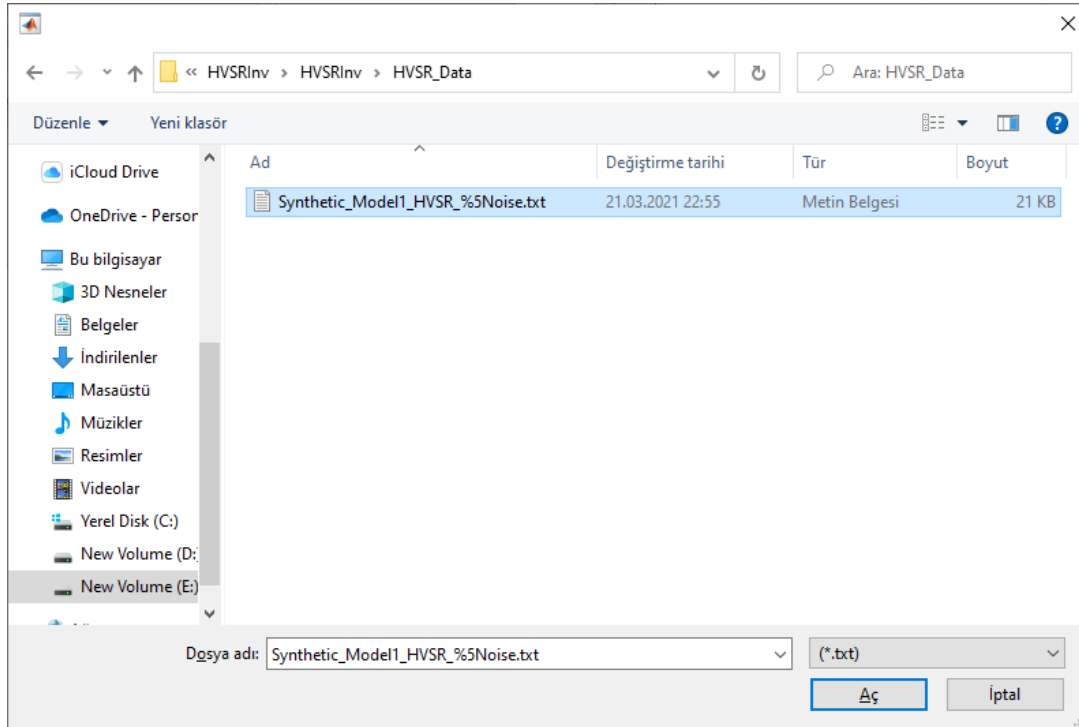 « HVSRInv > HVSRInv > HVSR_Data
Ara: HVSR_Data
Düzenle
Yeni klasör
Ad
Değiştirme tarihi
Tür
Boyut
Synthetic_Model1_HVSR_%5Noise.txt
21.03.2021 22:55
Metin Belgesi
21 KB
iCloud Drive
OneDrive - Person
Bu bilgisayar
3D Nesneler
Belgeler
İndirilenler
Masaüstü
Müzikler
Resimler
Videolar
Yerel Disk (C:)
New Volume (D:)
New Volume (E:)
Dosya adı: Synthetic_Model1_HVSR_%5Noise.txt
(*.txt)
Aç
İptal